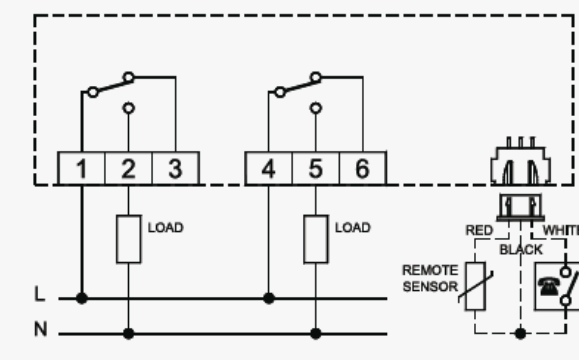 1 2 3
4 5 6
LOAD
LOAD
RED
WHITE
BLACK
REMOTE
SENSOR
L
N